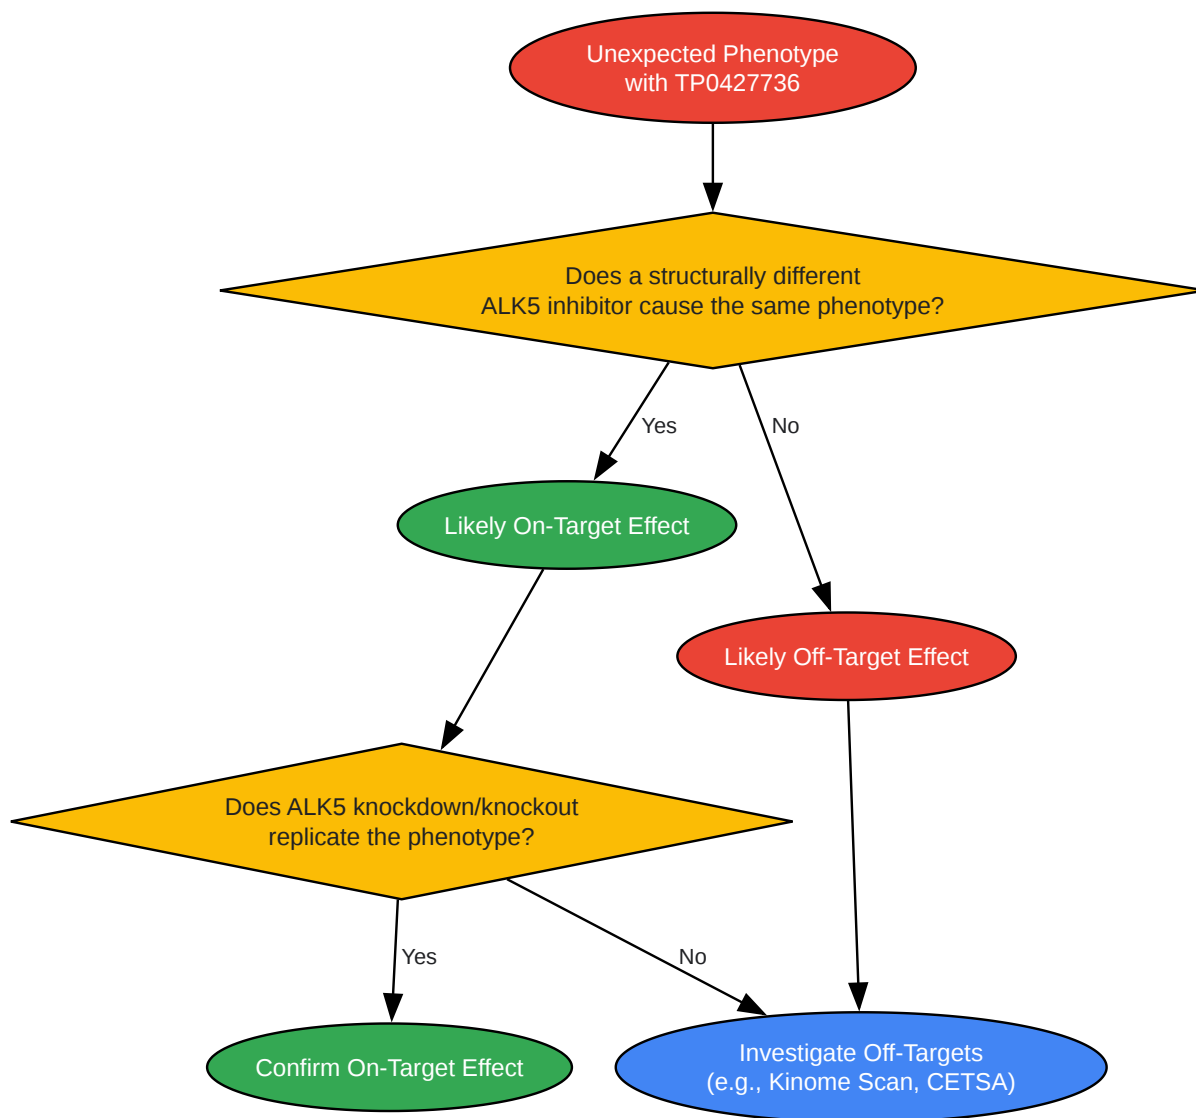 Unexpected Phenotype
with TP0427736
Does a structurally different
ALK5 inhibitor cause the same phenotype?
Yes
No
Likely On-Target Effect
Likely Off-Target Effect
Does ALK5 knockdown/knockout
replicate the phenotype?
Yes
No
Confirm On-Target Effect
Investigate Off-Targets
(e.g., Kinome Scan, CETSA)